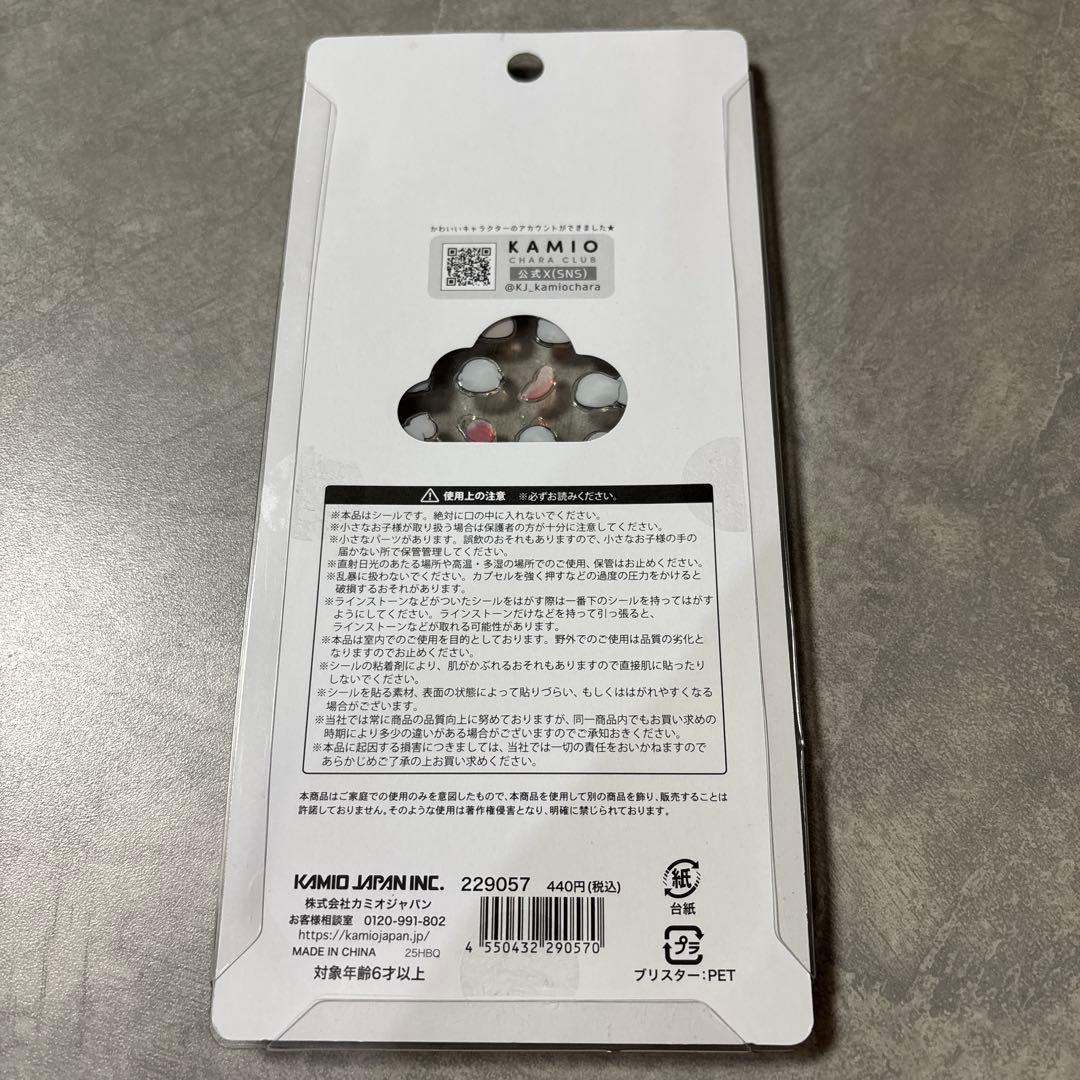 かわいいキャラクターのアカウントができました★
KAMIO
CHARA CLUB
公式X(SNS)
@KJ_kamiochara
使用上の注意 ※必ずお読みください。
※本品はシールです。絶対に口の中に入れないでください。
※小さなお子様が取り扱う場合は保護者の方が十分に注意してください。
※小さなパーツがあります。誤飲のおそれもありますので、小さなお子様の手の
届かない所で保管管理してください。
※直射日光のあたる場所や高温・多湿の場所でのご使用、保管はお止めください。
※乱暴に扱わないでください。カプセルを強く押すなどの過度の圧力をかけると
破損するおそれがあります。
※ラインストーンなどがついたシールをはがす際は一番下のシールを持ってはがす
ようにしてください。ラインストーンだけなどを持って引っ張ると、
ラインストーンなどが取れる可能性があります。
※本品は室内でのご使用を目的としております。野外でのご使用は品質の劣化と
なりますのでお止めください。
※シールの粘着剤により、肌がかぶれるおそれもありますので直接肌に貼ったり
しないでください。
※シールを貼る素材、表面の状態によって貼りづらい、もしくははがれやすくなる
場合がございます。
※当社では常に商品の品質向上に努めておりますが、同一商品内でもお買い求めの
時期により多少の違いがある場合がございますのでご承知おきください。
※本品に起因する損害につきましては、当社では一切の責任をおいかねますので
あらかじめご了承の上お買い求めください。
本商品はご家庭での使用のみを意図したもので、本商品を使用して別の商品を飾り、販売することは
許諾しておりません。そのような使用は著作権侵害となり、明確に禁じられております。
KAMIO JAPAN INC. 229057 440円(税込)
株式会社カミオジャパン
お客様相談室 0120-991-802
https://kamiojapan.jp/
MADE IN CHINA 25HBQ
対象年齢6才以上
4 550432 290570
紙
台紙
プラ
ブリスター:PET